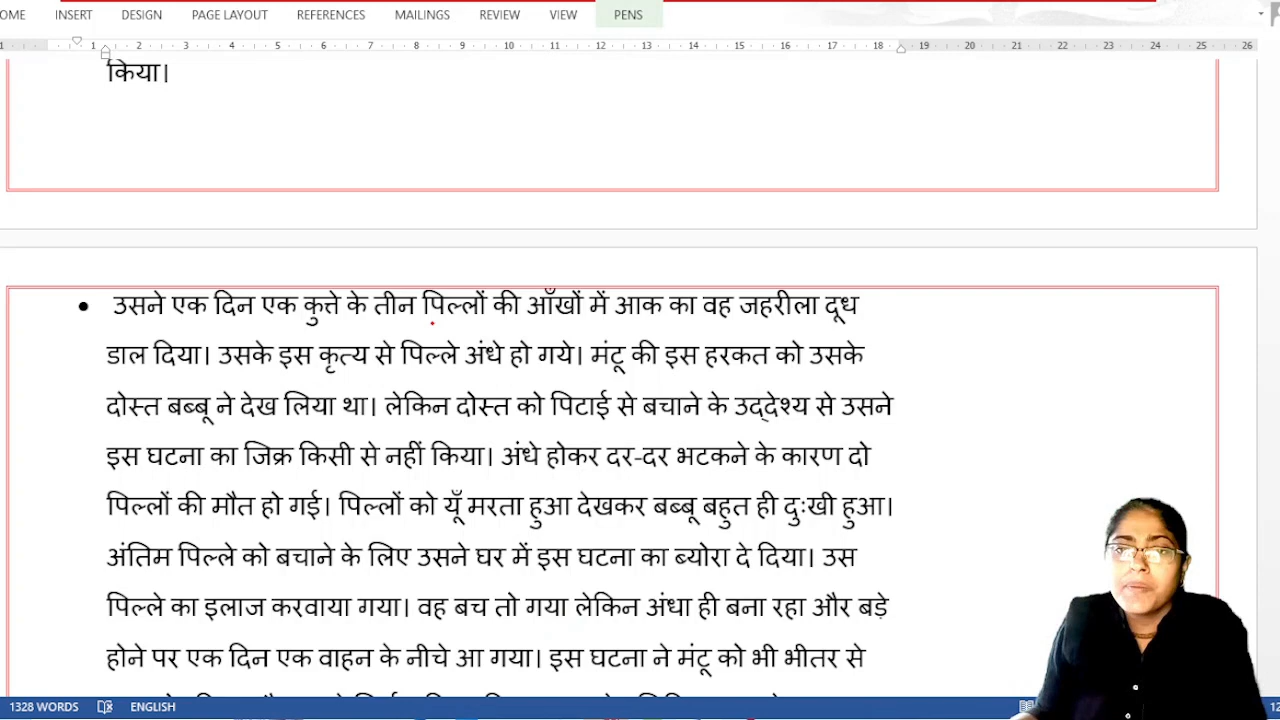 OME INSERT DESIGN PAGE LAYOUT REFERENCES MAILINGS REVIEW VIEW PENS
1 1 2 3 4 5 6 7 8 9 10 11 12 13 14 15 16 17 18 19 20 21 22 23 24 25 26
किया।
• उसने एक दिन एक कुत्ते के तीन पिल्लों की आँखों में आक का वह जहरीला दूध
डाल दिया। उसके इस कृत्य से पिल्ले अंधे हो गये। मंटू की इस हरकत को उसके
दोस्त बब्बू ने देख लिया था। लेकिन दोस्त को पिटाई से बचाने के उद्देश्य से उसने
इस घटना का जिक्र किसी से नहीं किया। अंधे होकर दर-दर भटकने के कारण दो
पिल्लों की मौत हो गई। पिल्लों को यूँ मरता हुआ देखकर बब्बू बहुत ही दुःखी हुआ।
अंतिम पिल्ले को बचाने के लिए उसने घर में इस घटना का ब्योरा दे दिया। उस
पिल्ले का इलाज करवाया गया। वह बच तो गया लेकिन अंधा ही बना रहा और बड़े
होने पर एक दिन एक वाहन के नीचे आ गया। इस घटना ने मंटू को भी भीतर से
1328 WORDS ENGLISH 12